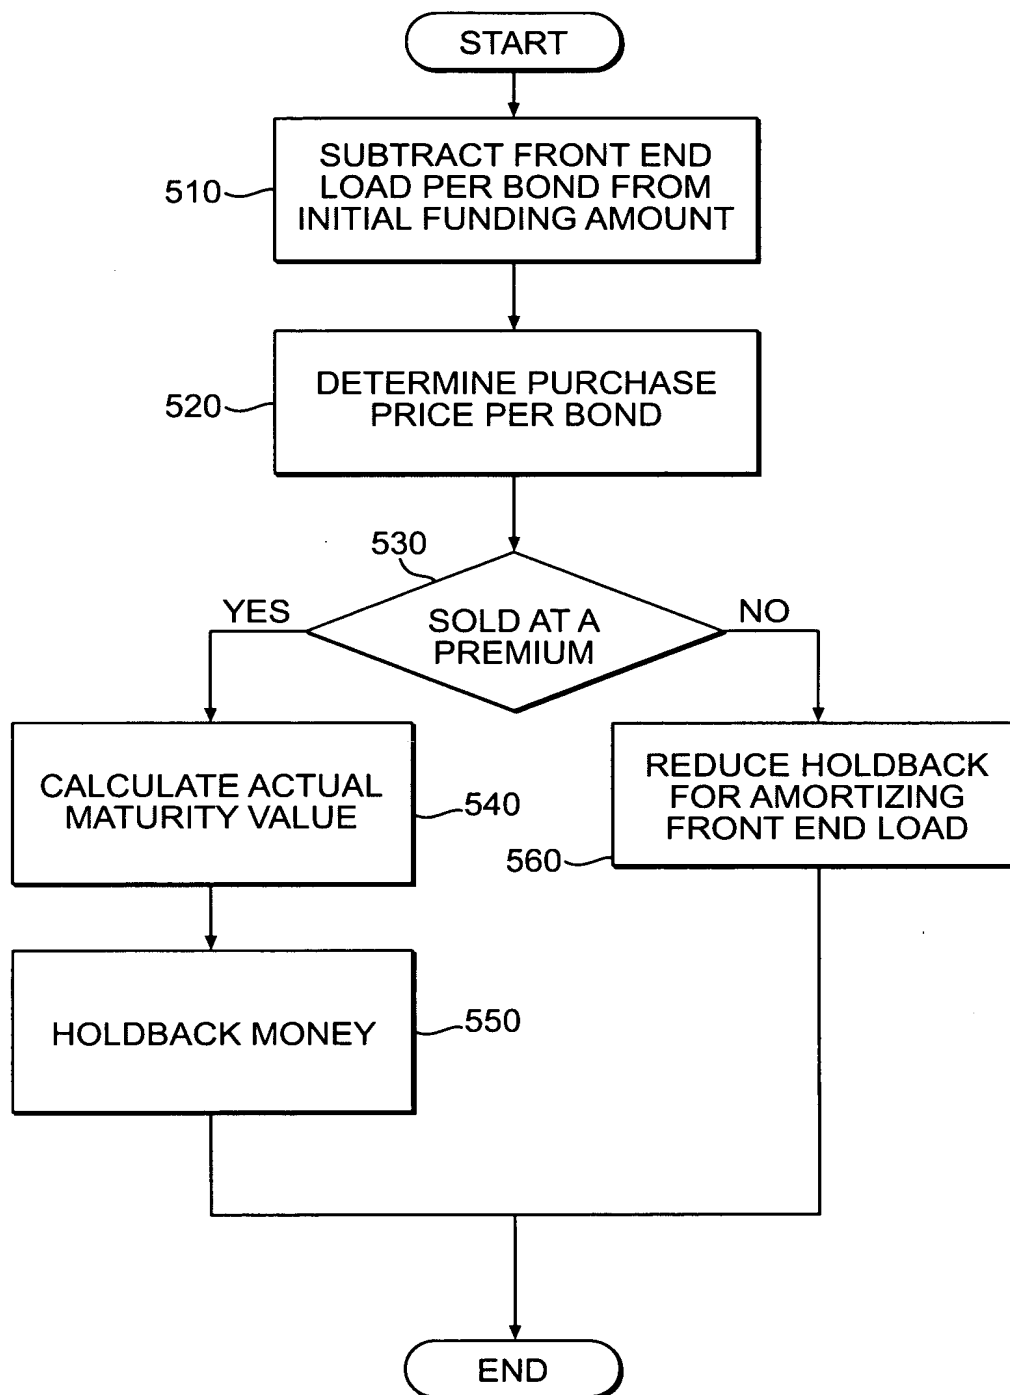 START
SUBTRACT FRONT END
LOAD PER BOND FROM
INITIAL FUNDING AMOUNT
510
DETERMINE PURCHASE
PRICE PER BOND
520
530
YES
SOLD AT A
PREMIUM
NO
CALCULATE ACTUAL
MATURITY VALUE
540
REDUCE HOLDBACK
FOR AMORTIZING
FRONT END LOAD
560
HOLDBACK MONEY
550
END